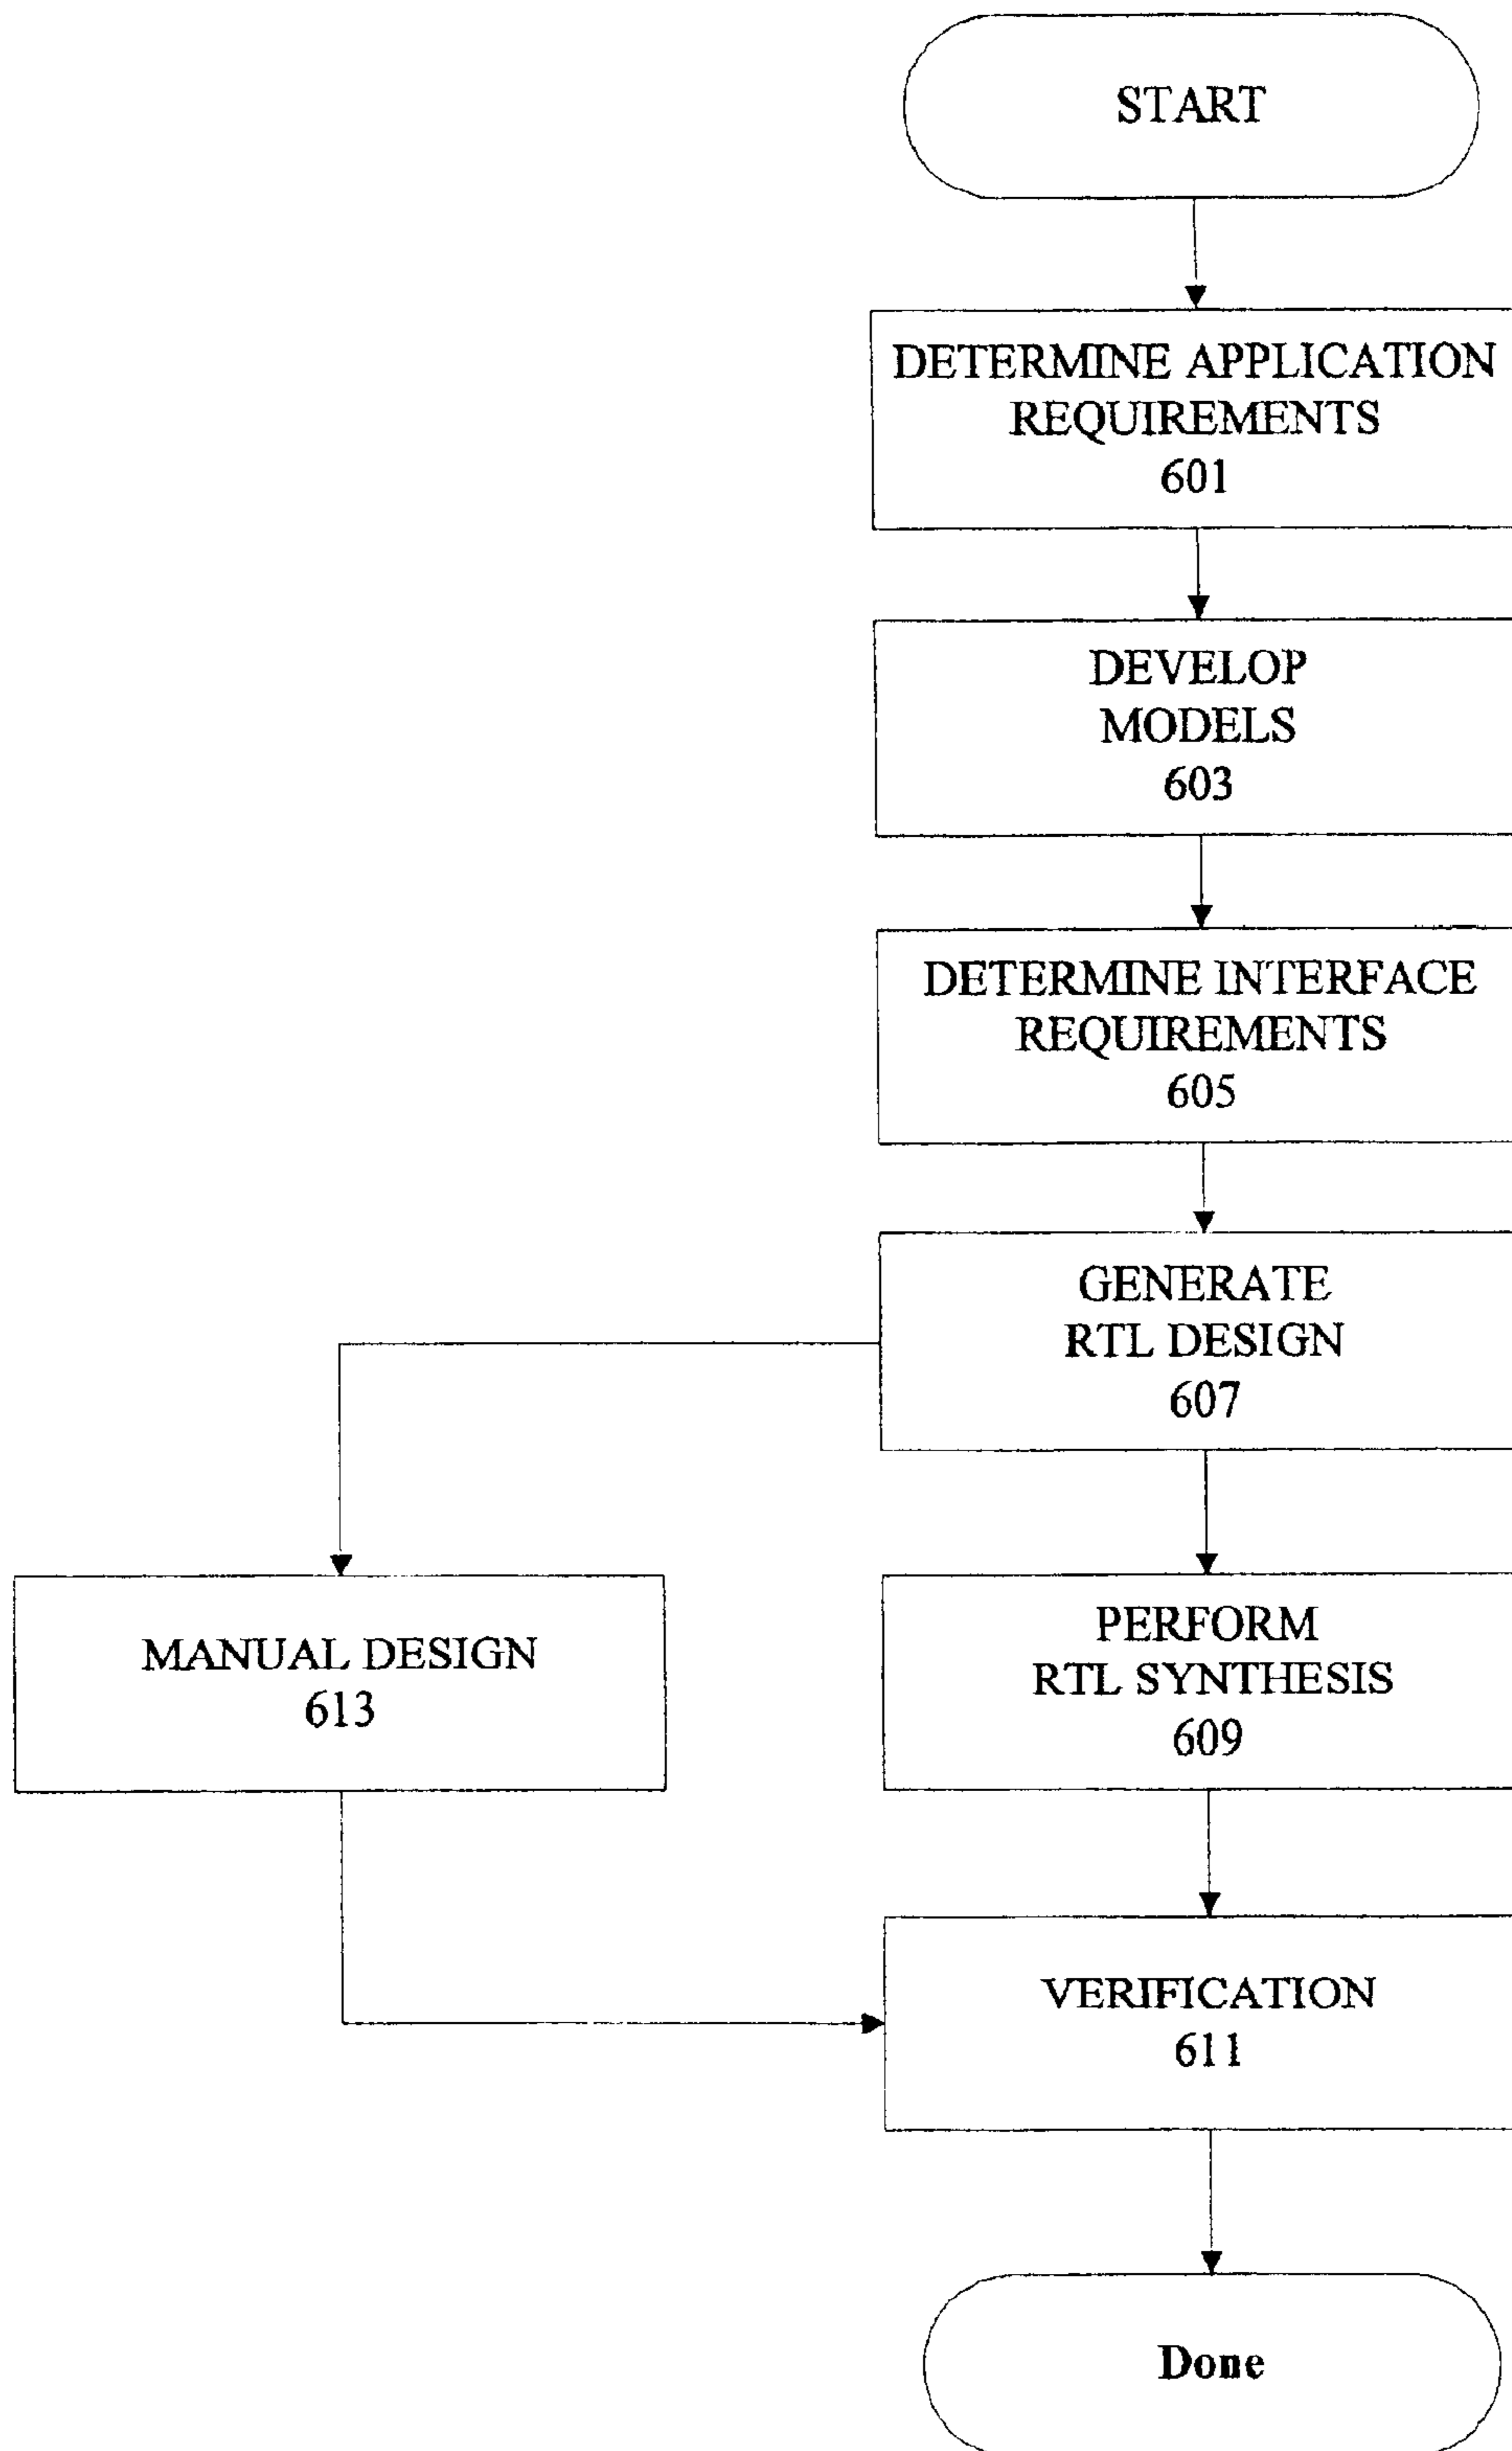 START
DETERMINE APPLICATION
REQUIREMENTS
601
DEVELOP
MODELS
603
DETERMINE INTERFACE
REQUIREMENTS
605
GENERATE
RTL DESIGN
607
MANUAL DESIGN
613
PERFORM
RTL SYNTHESIS
609
VERIFICATION
611
Done